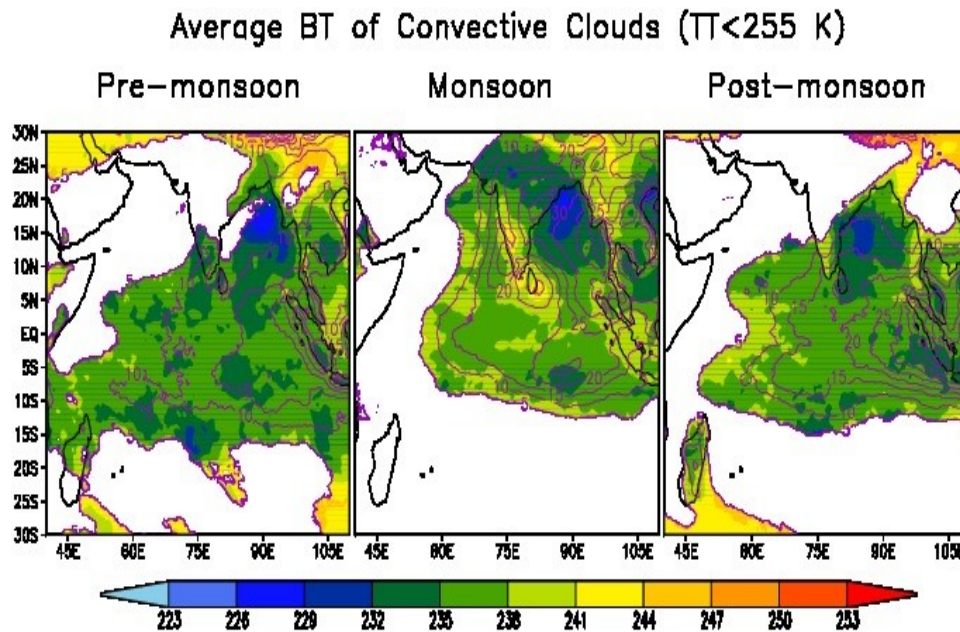 Average BT of Convective Clouds (TT<255 K)
Pre-monsoon Monsoon Post-monsoon
30N
25N
20N
15N
10N
5N
EQ
5S
10S
15S
20S
25S
30S
45E 60E 75E 90E 105E 45E 60E 75E 90E 105E 45E 60E 75E 90E 105E
223 226 229 232 235 238 241 244 247 250 253